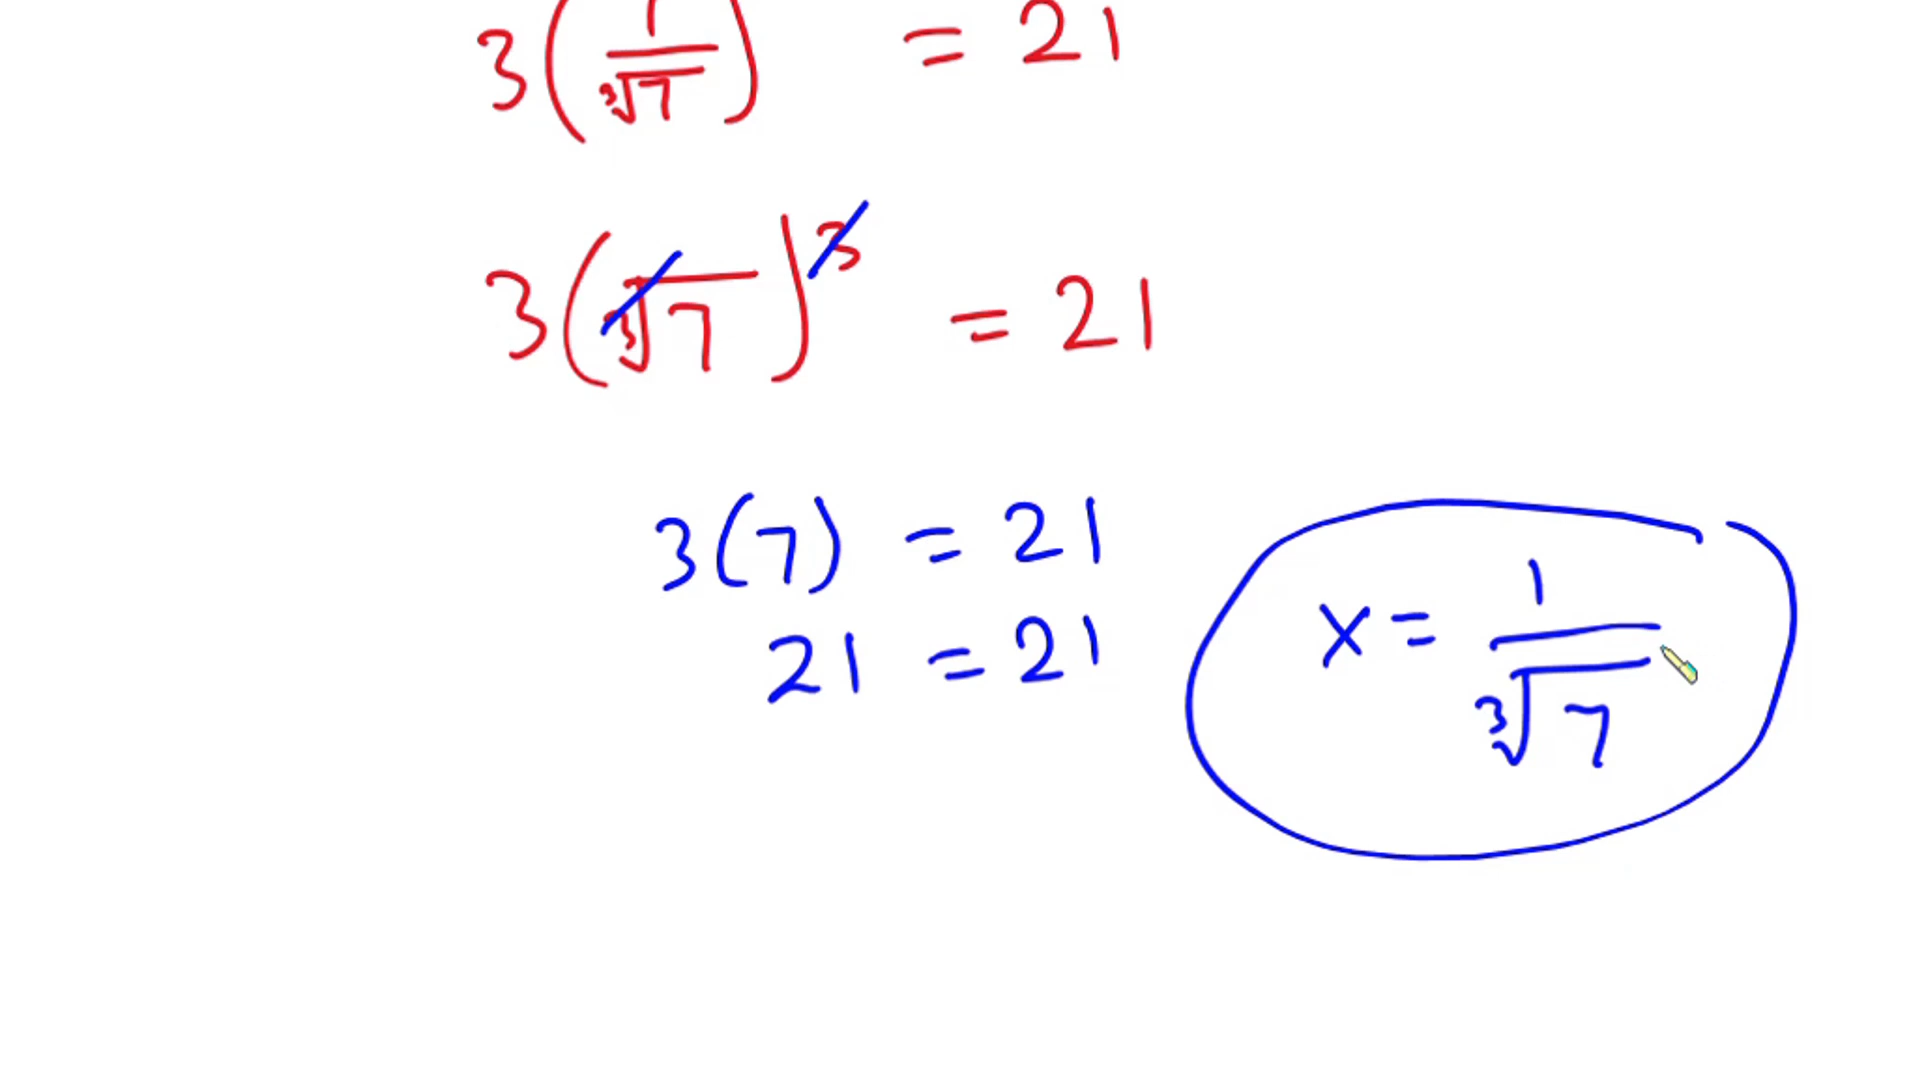 3(1/∛7) = 21
3(∛7)³ = 21
3(7) = 21
21 = 21
x = 1/∛7